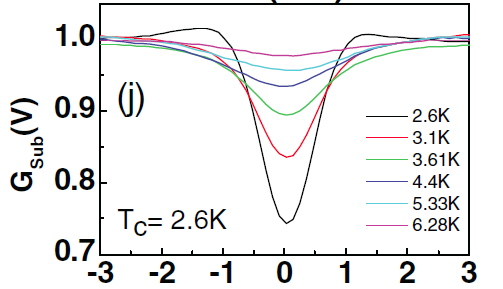 1.0
0.9
0.8
0.7
G_Sub(V)
(j)
2.6K
3.1K
3.61K
4.4K
5.33K
6.28K
T_C= 2.6K
-3 -2 -1 0 1 2 3